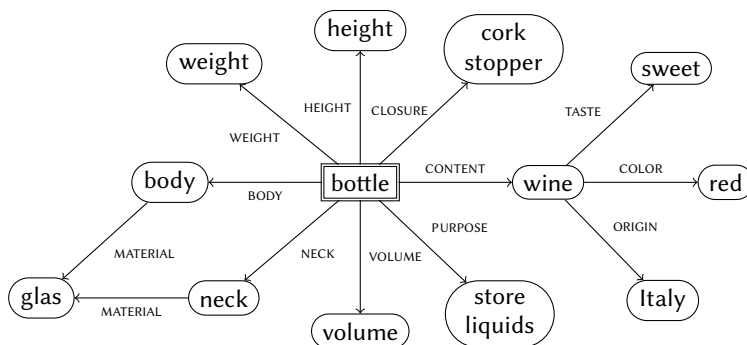 height
cork
stopper
weight
sweet
HEIGHT
CLOSURE
TASTE
WEIGHT
body
BODY
bottle
CONTENT
wine
COLOR
red
PURPOSE
ORIGIN
MATERIAL
NECK
VOLUME
glas
MATERIAL
neck
store
liquids
Italy
volume